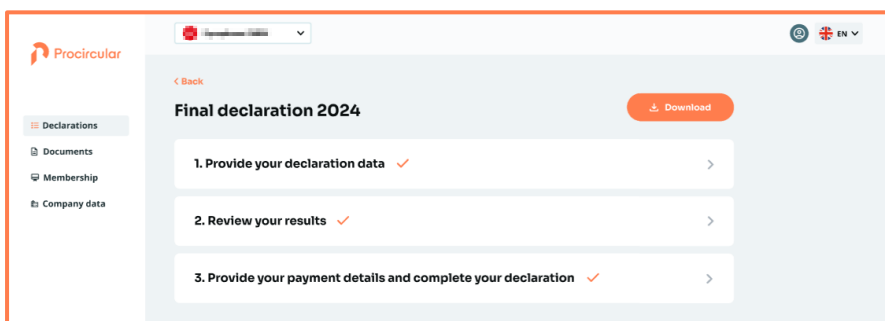 Procircular
EN
< Back
Final declaration 2024
Download
Declarations
Documents
Membership
Company data
1. Provide your declaration data
2. Review your results
3. Provide your payment details and complete your declaration